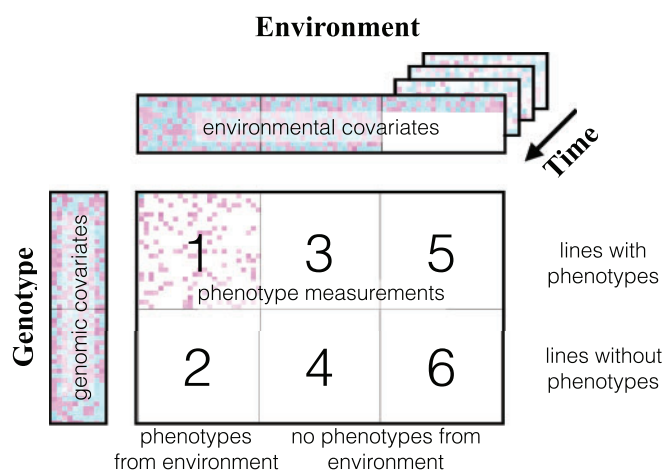 Environment
environmental covariates
Time
Genotype
genomic covariates
1 3 5
phenotype measurements
2 4 6
lines with
phenotypes
lines without
phenotypes
phenotypes
from environment
no phenotypes from
environment